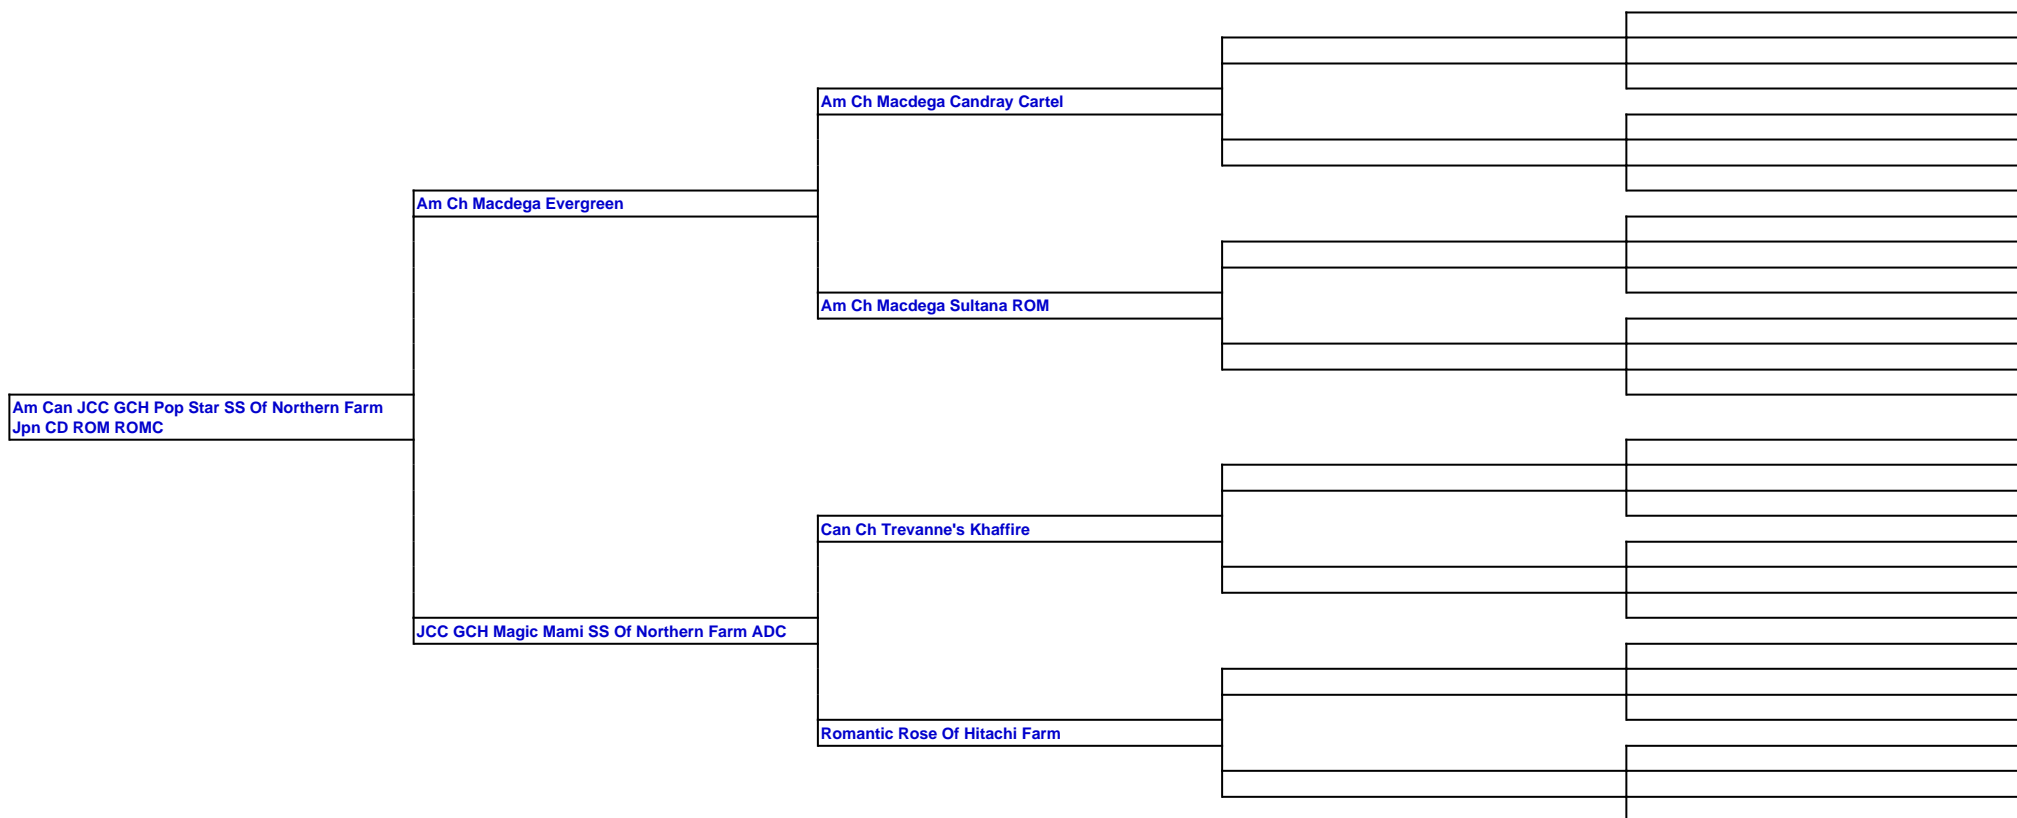 Am Ch Macdega Candray Cartel
Am Ch Macdega Evergreen
Am Ch Macdega Sultana ROM
Am Can JCC GCH Pop Star SS Of Northern Farm
Jpn CD ROM ROMC
Can Ch Trevanne's Khaffire
JCC GCH Magic Mami SS Of Northern Farm ADC
Romantic Rose Of Hitachi Farm